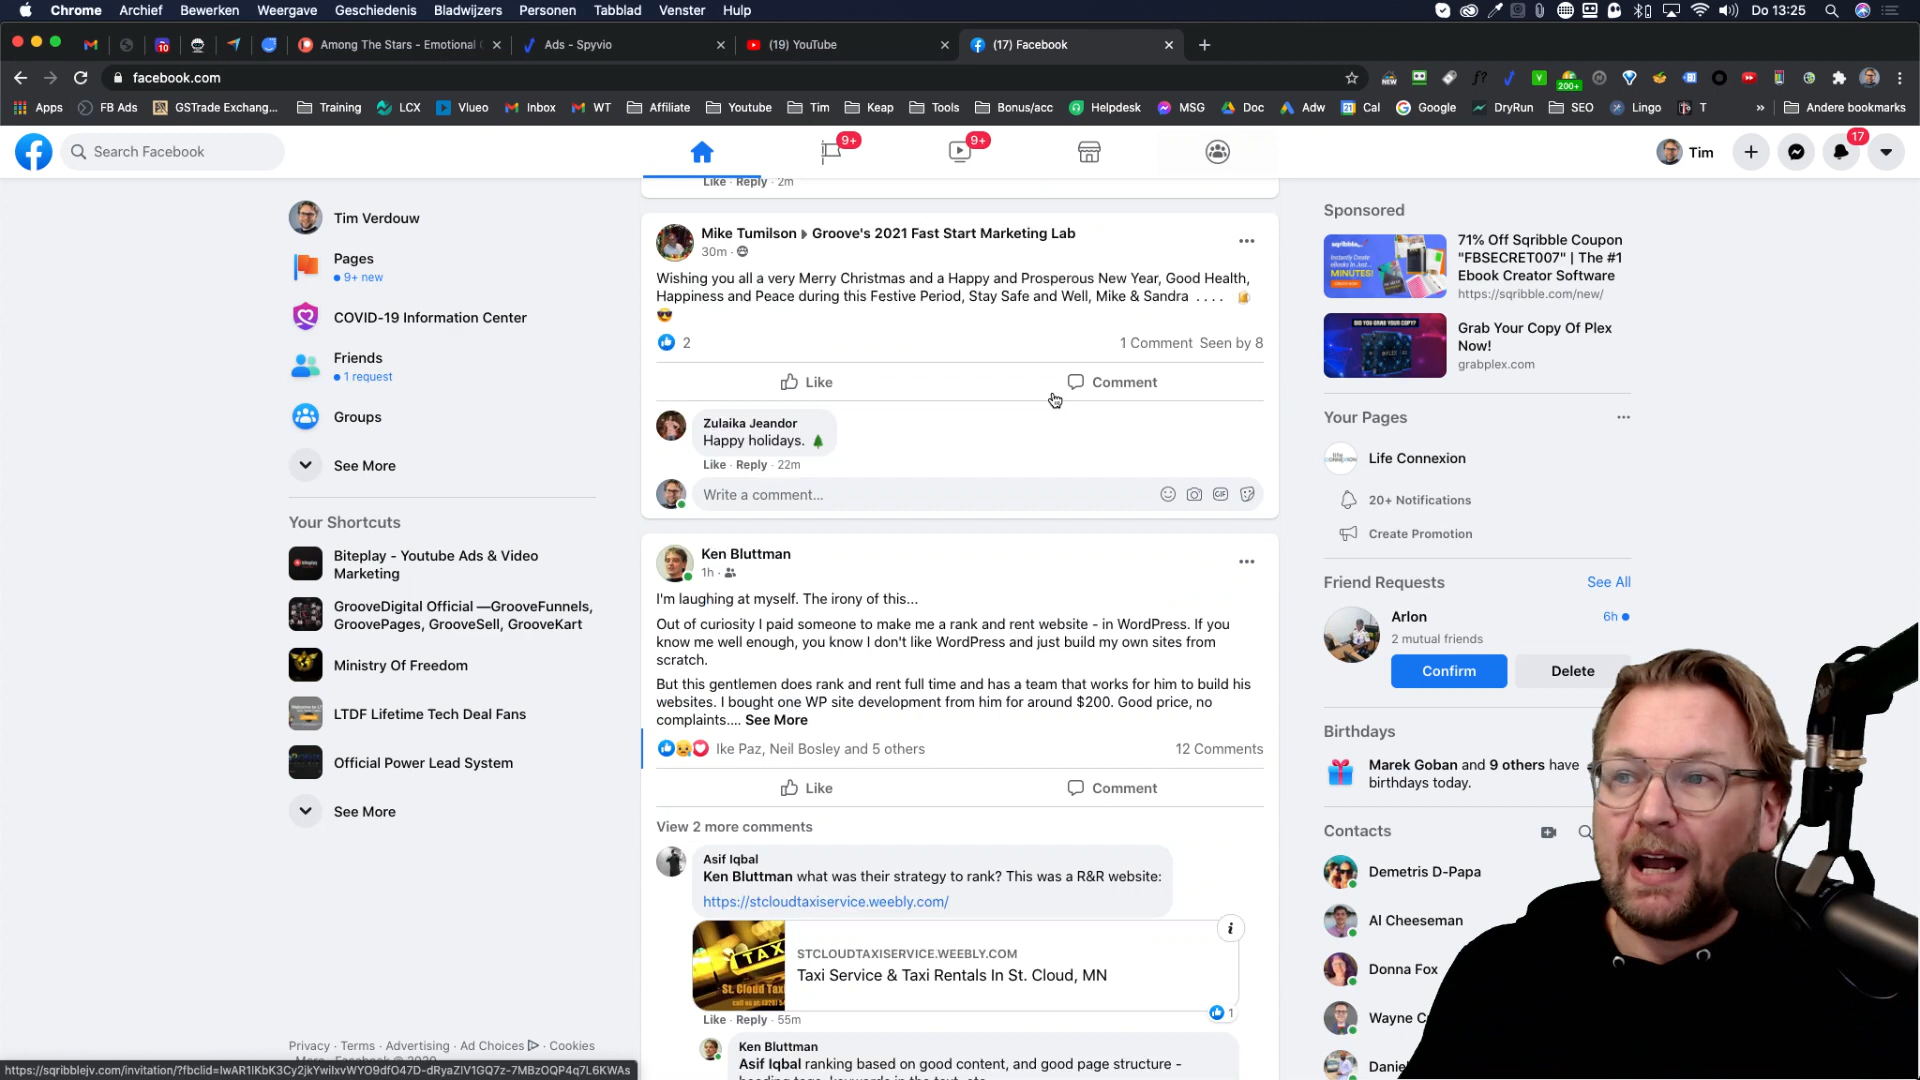 Chrome Archief Bewerken Weergave Geschiedenis Bladwijzers Personen Tabblad Venster Hulp
Do 13:25
Among The Stars - Emotional
Ads - Spyvio
(19) YouTube
(17) Facebook
facebook.com
Apps
FB Ads
GSTrade Exchang...
Training
LCX
Vlueo
Inbox
WT
Affiliate
Youtube
Tim
Keap
Tools
Bonus/acc
Helpdesk
MSG
Doc
Adw
Cal
Google
DryRun
SEO
Lingo
T
Andere bookmarks
Search Facebook
9+
9+
Tim
17
Tim Verdouw
Pages
9+ new
COVID-19 Information Center
Friends
1 request
Groups
See More
Your Shortcuts
Biteplay - Youtube Ads & Video
Marketing
GrooveDigital Official —GrooveFunnels,
GroovePages, GrooveSell, GrooveKart
Ministry Of Freedom
LTDF Lifetime Tech Deal Fans
Official Power Lead System
See More
Privacy · Terms · Advertising · Ad Choices · Cookies
https://sqribblejv.com/invitation/?fbclid=IwAR1IKbK3Cy2jkYwiIxvWYO9dfO47D-dRyaZIV1GQ7z-7MBzOQP4q7L6KWAs
Like · Reply · 2m
Mike Tumilson ▸ Groove's 2021 Fast Start Marketing Lab
30m ·
Wishing you all a very Merry Christmas and a Happy and Prosperous New Year, Good Health,
Happiness and Peace during this Festive Period, Stay Safe and Well, Mike & Sandra . . . . 🍺
😎
2
1 Comment Seen by 8
Like
Comment
Zulaika Jeandor
Happy holidays. 🌲
Like · Reply · 22m
Write a comment...
GIF
Ken Bluttman
1h ·
I'm laughing at myself. The irony of this...
Out of curiosity I paid someone to make me a rank and rent website - in WordPress. If you
know me well enough, you know I don't like WordPress and just build my own sites from
scratch.
But this gentlemen does rank and rent full time and has a team that works for him to build his
websites. I bought one WP site development from him for around $200. Good price, no
complaints.... See More
Ike Paz, Neil Bosley and 5 others
12 Comments
Like
Comment
View 2 more comments
Asif Iqbal
Ken Bluttman what was their strategy to rank? This was a R&R website:
https://stcloudtaxiservice.weebly.com/
STCLOUDTAXISERVICE.WEEBLY.COM
Taxi Service & Taxi Rentals In St. Cloud, MN
1
Like · Reply · 55m
Ken Bluttman
Asif Iqbal ranking based on good content, and good page structure -
Sponsored
71% Off Sqribble Coupon
"FBSECRET007" | The #1
Ebook Creator Software
https://sqribble.com/new/
Grab Your Copy Of Plex
Now!
grabplex.com
Your Pages
Life Connexion
20+ Notifications
Create Promotion
Friend Requests
See All
Arlon
6h
2 mutual friends
Confirm
Delete
Birthdays
Marek Goban and 9 others have
birthdays today.
Contacts
Demetris D-Papa
Al Cheeseman
Donna Fox
Wayne C
Danie